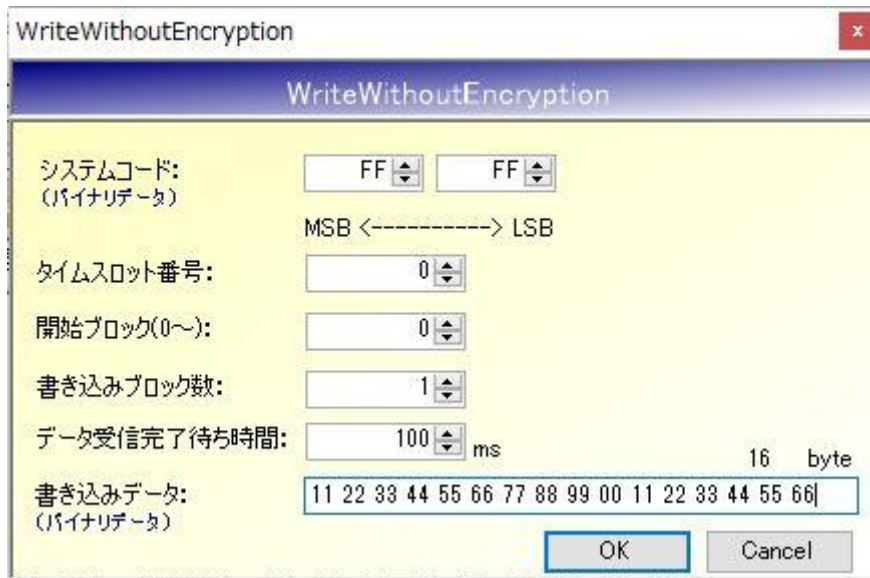 WriteWithoutEncryption x
WriteWithoutEncryption
システムコード: FF FF
(バイナリデータ)
MSB <----------> LSB
タイムスロット番号: 0
開始ブロック(0～): 0
書き込みブロック数: 1
データ受信完了待ち時間: 100 ms
16 byte
書き込みデータ: 11 22 33 44 55 66 77 88 99 00 11 22 33 44 55 66
(バイナリデータ)
OK Cancel